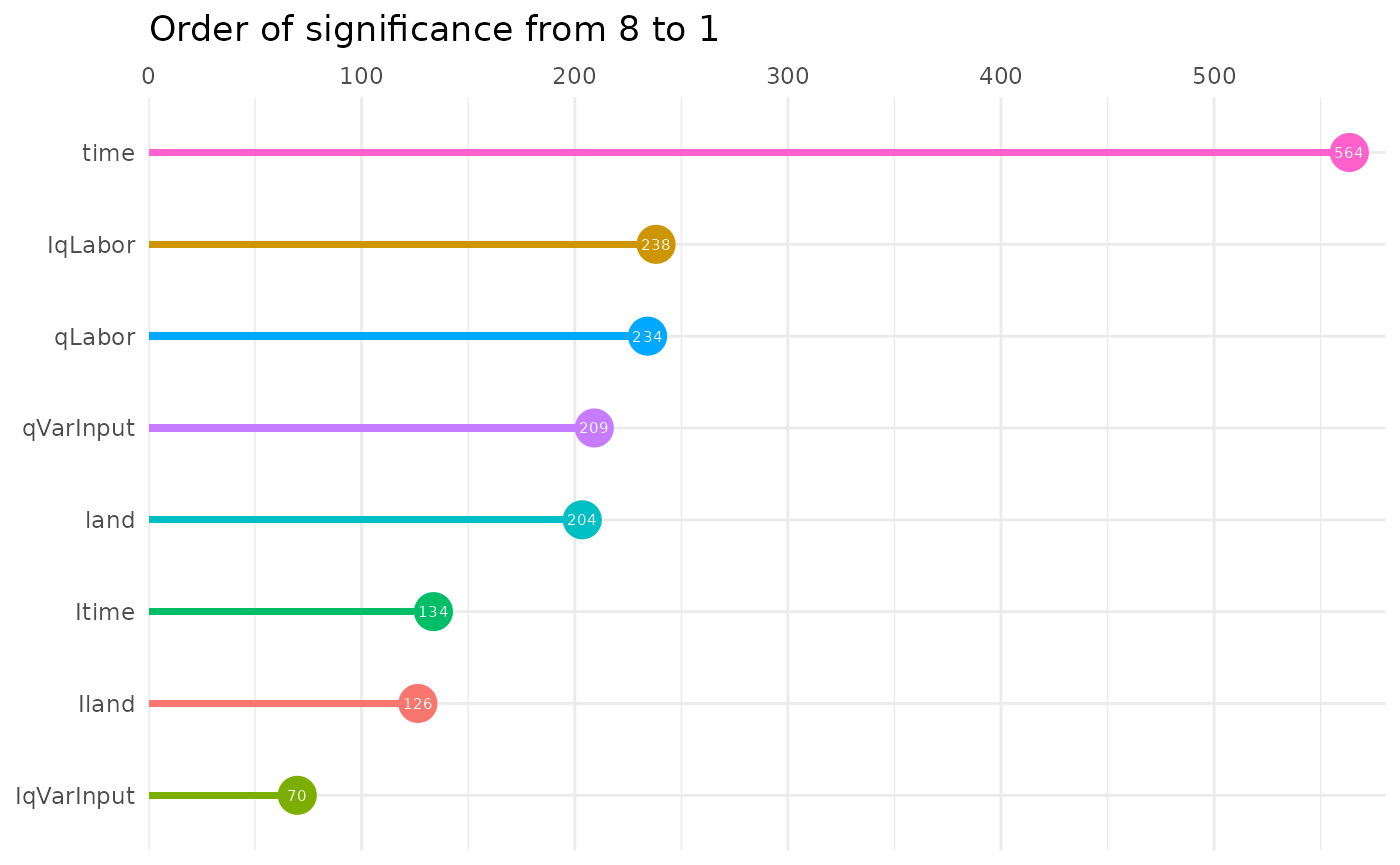 Order of significance from 8 to 1
0 100 200 300 400 500
time 564
lqLabor 238
qLabor 234
qVarInput 209
land 204
ltime 134
lland 126
lqVarInput 70